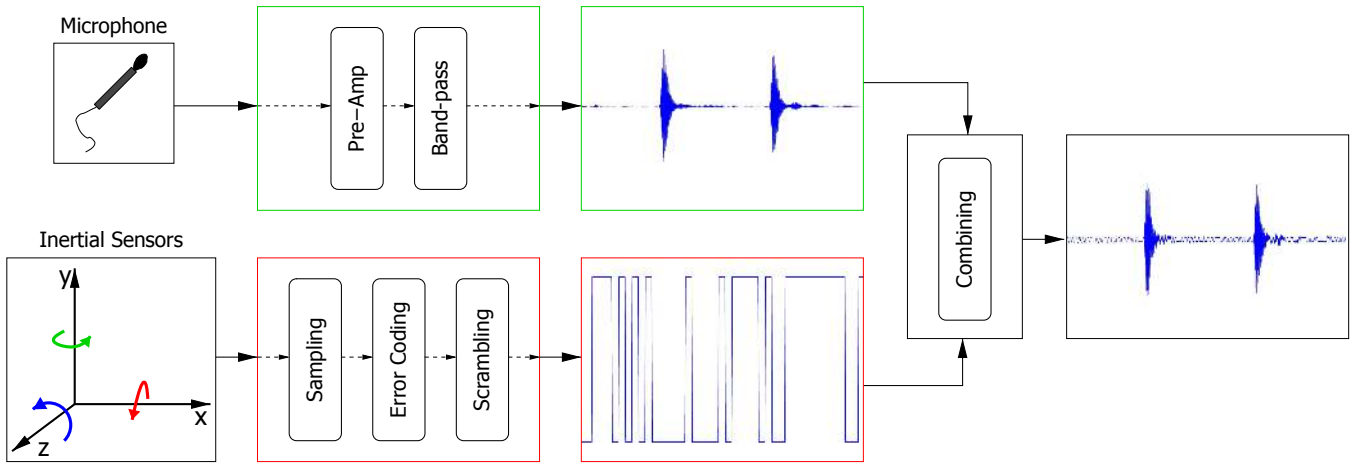 Microphone
Pre−Amp
Band-pass
Inertial Sensors
y
x
z
Sampling
Error Coding
Scrambling
Combining